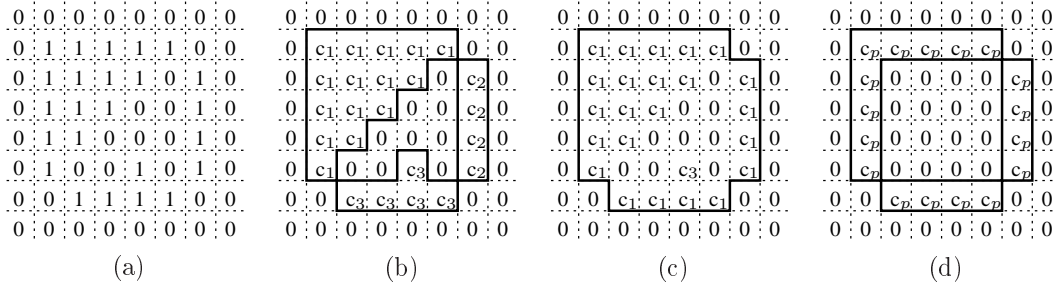 0 0 0 0 0 0 0 0
0 1 1 1 1 1 0 0
0 1 1 1 1 0 1 0
0 1 1 1 0 0 1 0
0 1 1 0 0 0 1 0
0 1 0 0 1 0 1 0
0 0 1 1 1 1 0 0
0 0 0 0 0 0 0 0
(a)
0 0 0 0 0 0 0 0
0 c₁ c₁ c₁ c₁ c₁ 0 0
0 c₁ c₁ c₁ c₁ 0 c₂ 0
0 c₁ c₁ c₁ 0 0 c₂ 0
0 c₁ c₁ 0 0 0 c₂ 0
0 c₁ 0 0 c₃ 0 c₂ 0
0 0 c₃ c₃ c₃ c₃ 0 0
0 0 0 0 0 0 0 0
(b)
0 0 0 0 0 0 0 0
0 c₁ c₁ c₁ c₁ c₁ 0 0
0 c₁ c₁ c₁ c₁ 0 c₁ 0
0 c₁ c₁ c₁ 0 0 c₁ 0
0 c₁ c₁ 0 0 0 c₁ 0
0 c₁ 0 0 c₃ 0 c₁ 0
0 0 c₁ c₁ c₁ c₁ 0 0
0 0 0 0 0 0 0 0
(c)
0 0 0 0 0 0 0 0
0 cₚ cₚ cₚ cₚ cₚ 0 0
0 cₚ 0 0 0 0 cₚ 0
0 cₚ 0 0 0 0 cₚ 0
0 cₚ 0 0 0 0 cₚ 0
0 cₚ 0 0 0 0 cₚ 0
0 0 cₚ cₚ cₚ cₚ 0 0
0 0 0 0 0 0 0 0
(d)